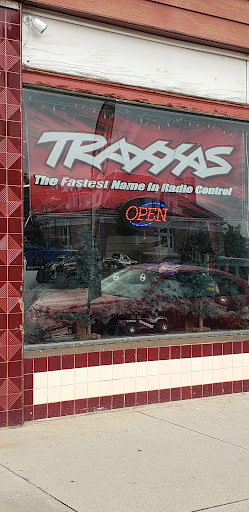 TRAXXAS
The Fastest Name In Radio Control
OPEN